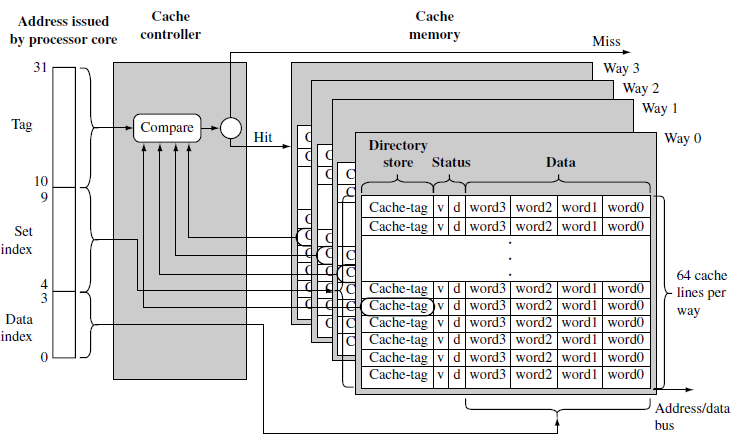 Address issued
by processor core
Cache
controller
Cache
memory
Miss
31
Way 3
Way 2
Way 1
Way 0
Tag
Compare
Hit
C
C
C
C
C
C
Directory
store Status Data
10
9
Cache-tag v d word3 word2 word1 word0
Cache-tag v d word3 word2 word1 word0
.
.
.
Set
index
C
C
C
C
C
C
C
C
64 cache
lines per
way
4
3
Cache-tag v d word3 word2 word1 word0
Cache-tag v d word3 word2 word1 word0
Cache-tag v d word3 word2 word1 word0
Cache-tag v d word3 word2 word1 word0
Cache-tag v d word3 word2 word1 word0
Cache-tag v d word3 word2 word1 word0
C
C
C
C
C
C
C
Data
index
0
Address/data
bus